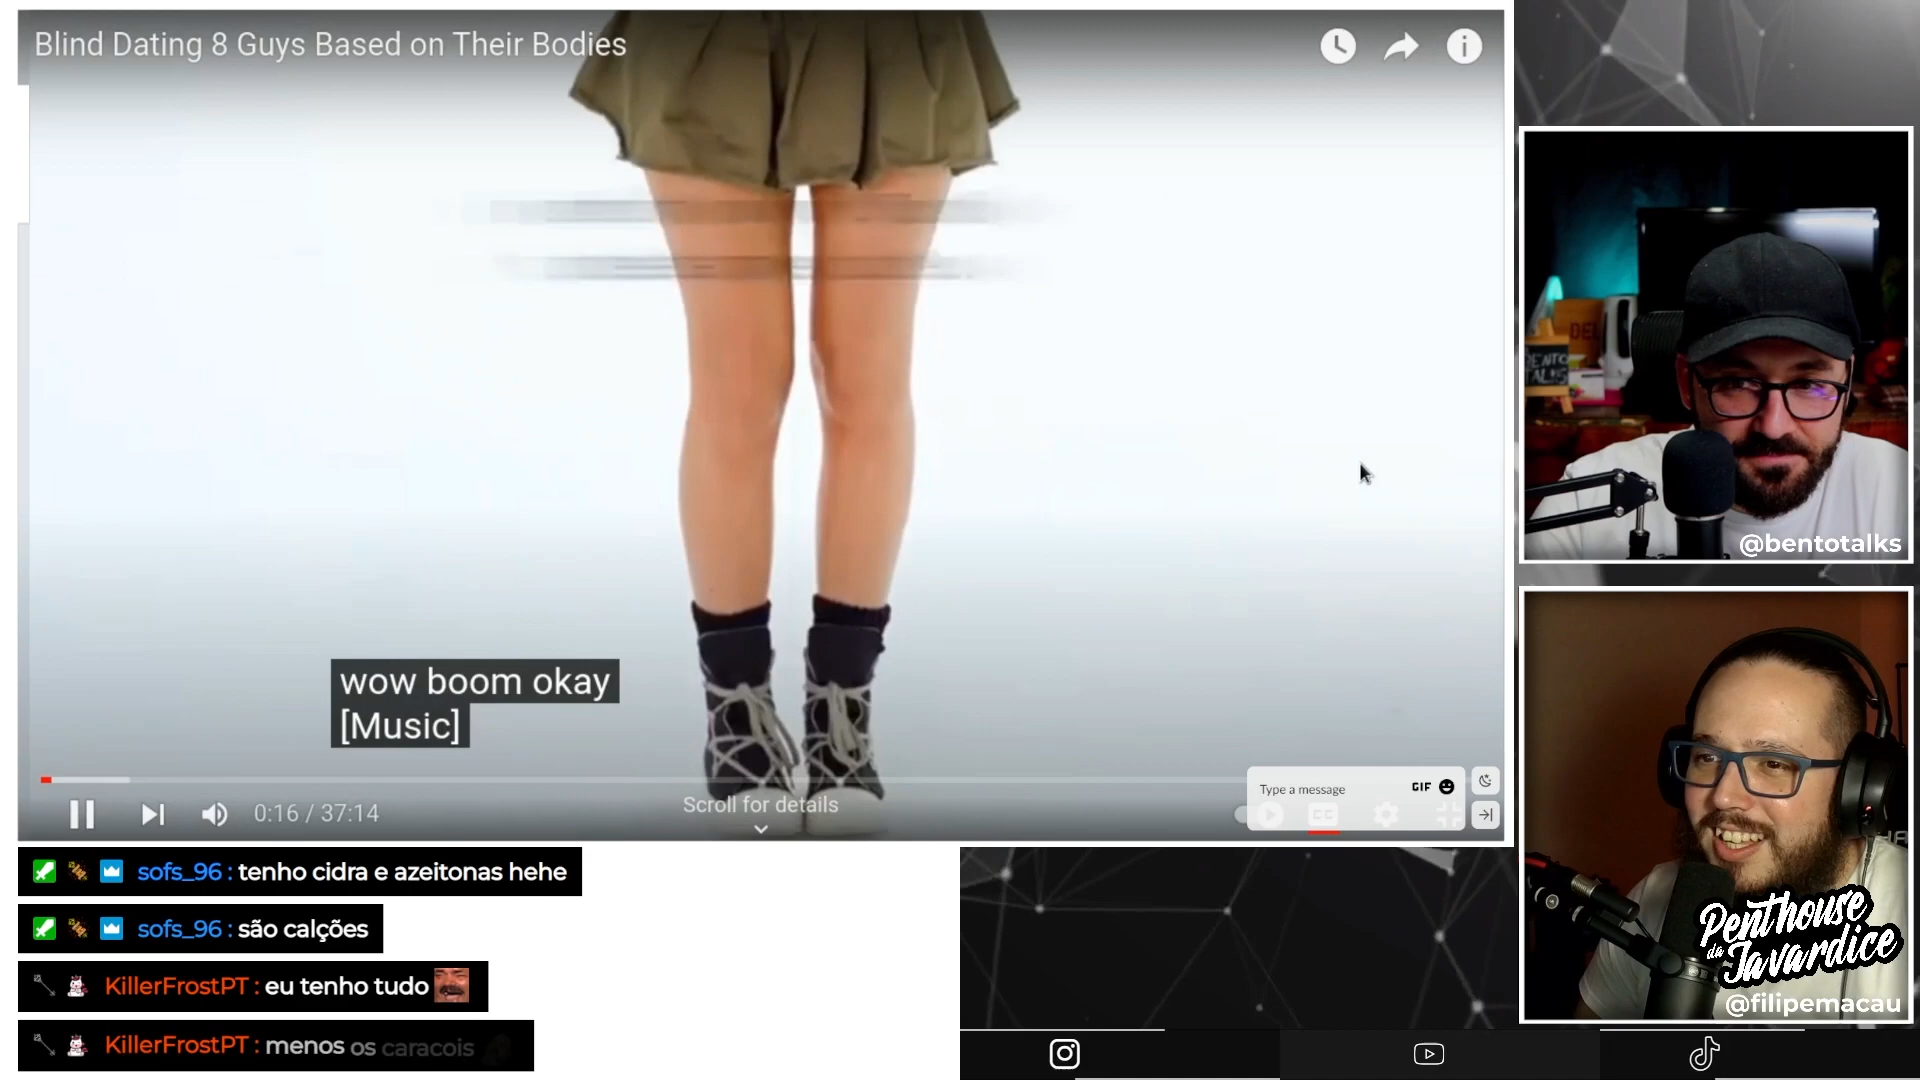 Blind Dating 8 Guys Based on Their Bodies
wow boom okay
[Music]
0:16 / 37:14
Scroll for details
Type a message
GIF
CC
@bentotalks
Penthouse
da Javardice
@filipemacau
sofs_96 : tenho cidra e azeitonas hehe
sofs_96 : são calções
KillerFrostPT : eu tenho tudo
KillerFrostPT : menos os caracois